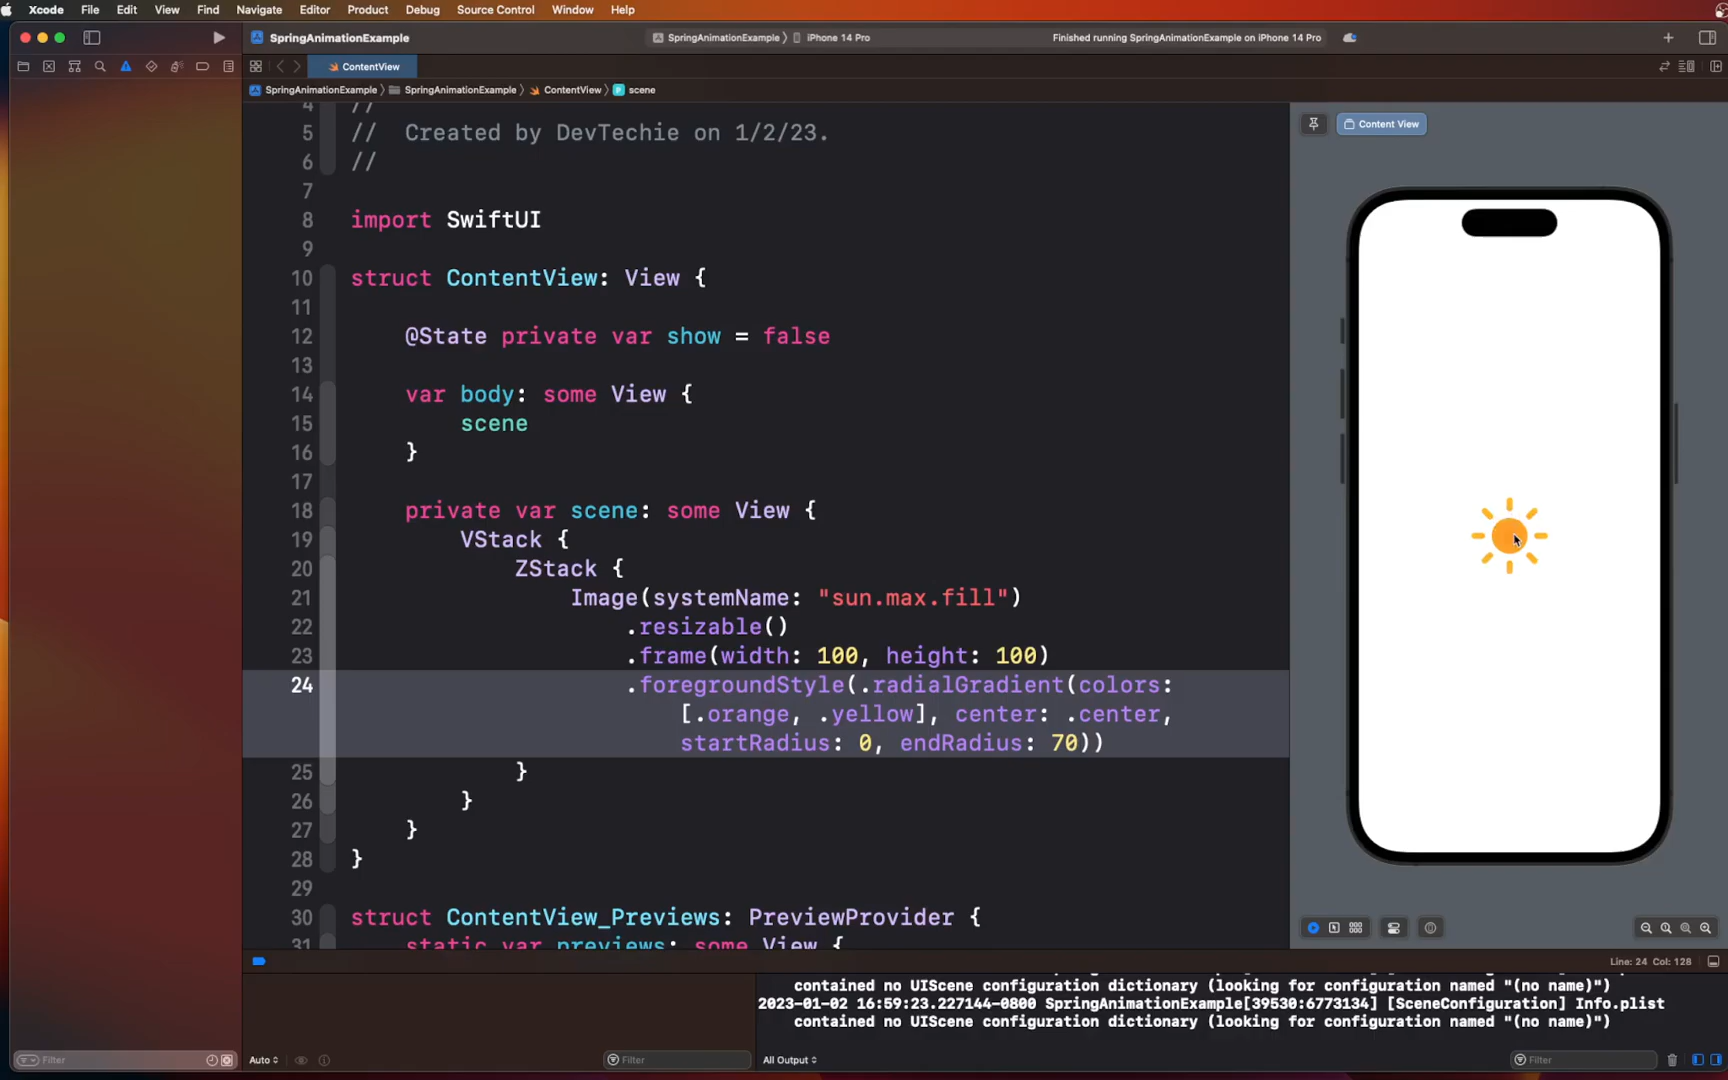 Xcode File Edit View Find Navigate Editor Product Debug Source Control Window Help
SpringAnimationExample
SpringAnimationExample iPhone 14 Pro
Finished running SpringAnimationExample on iPhone 14 Pro
ContentView
SpringAnimationExample SpringAnimationExample ContentView scene
4 //
5 // Created by DevTechie on 1/2/23.
6 //
7
8 import SwiftUI
9
10 struct ContentView: View {
11
12 @State private var show = false
13
14 var body: some View {
15 scene
16 }
17
18 private var scene: some View {
19 VStack {
20 ZStack {
21 Image(systemName: "sun.max.fill")
22 .resizable()
23 .frame(width: 100, height: 100)
24 .foregroundStyle(.radialGradient(colors:
[.orange, .yellow], center: .center,
startRadius: 0, endRadius: 70))
25 }
26 }
27 }
28 }
29
30 struct ContentView_Previews: PreviewProvider {
31 static var previews: some View {
Content View
Line: 24 Col: 128
contained no UIScene configuration dictionary (looking for configuration named "(no name)")
2023-01-02 16:59:23.227144-0800 SpringAnimationExample[39530:6773134] [SceneConfiguration] Info.plist
contained no UIScene configuration dictionary (looking for configuration named "(no name)")
Filter
Auto
Filter
All Output
Filter